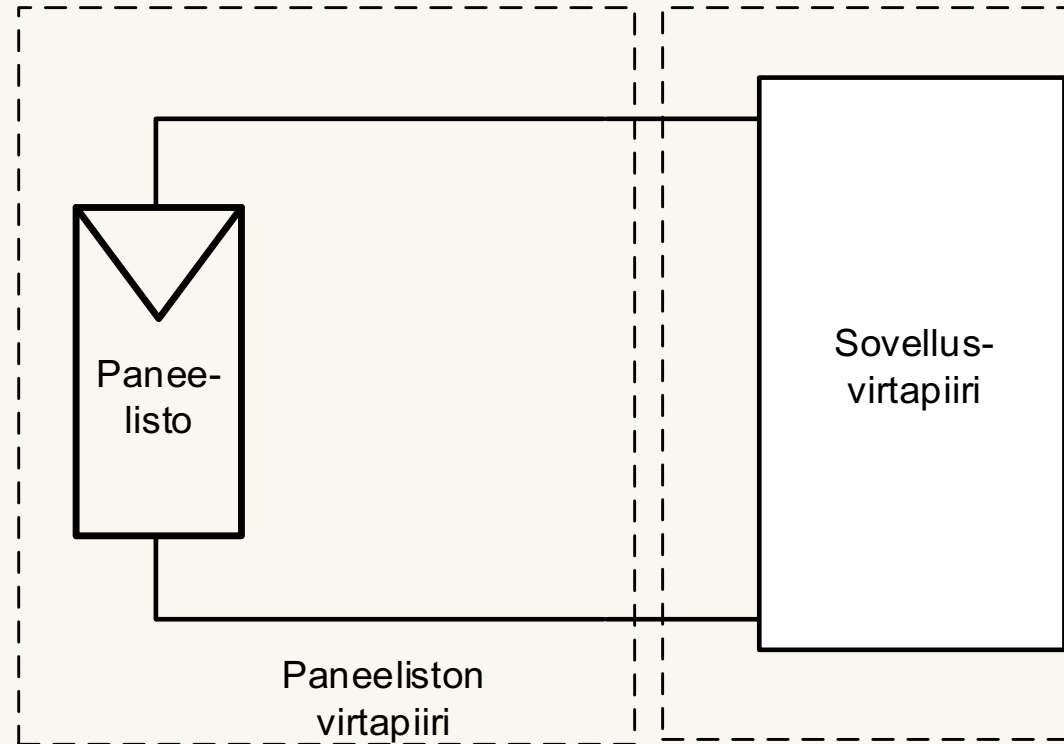 Panee-
listo
Sovellus-
virtapiiri
Paneeliston
virtapiiri